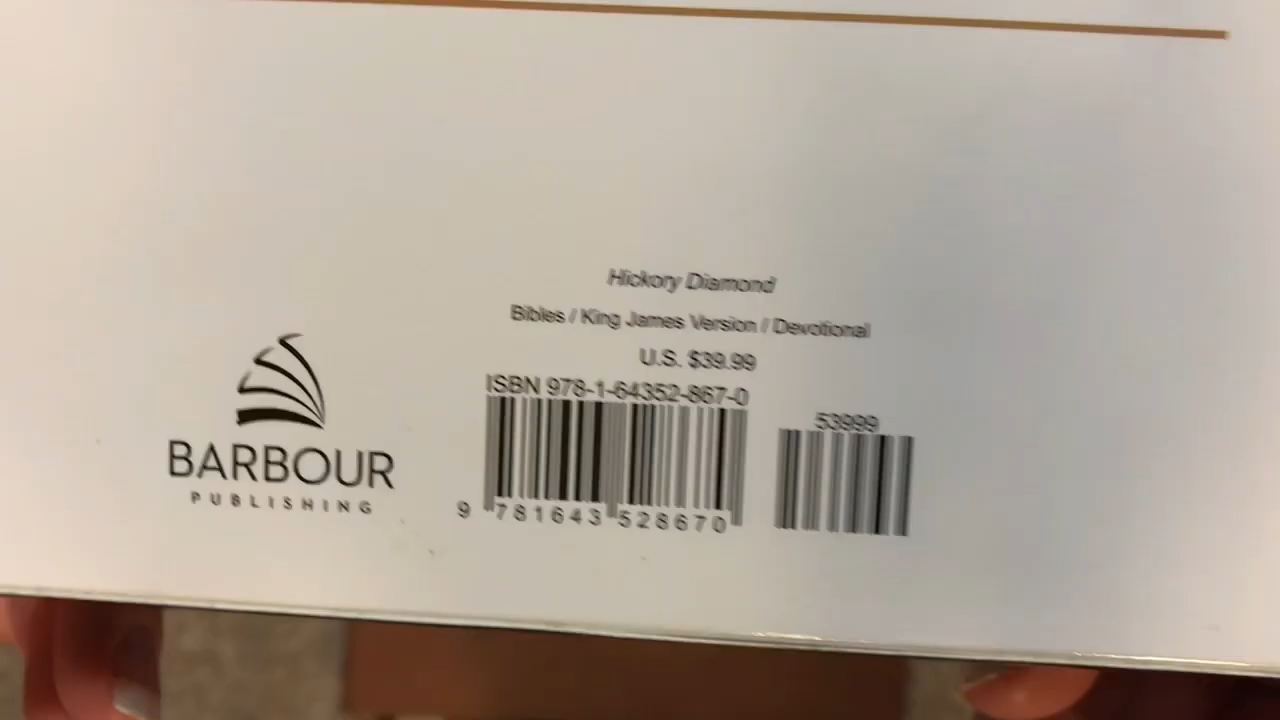 Hickory Diamond
Bibles / King James Version / Devotional
U.S. $39.99
ISBN 978-1-64352-867-0
53999
9 781643 528670
BARBOUR
PUBLISHING